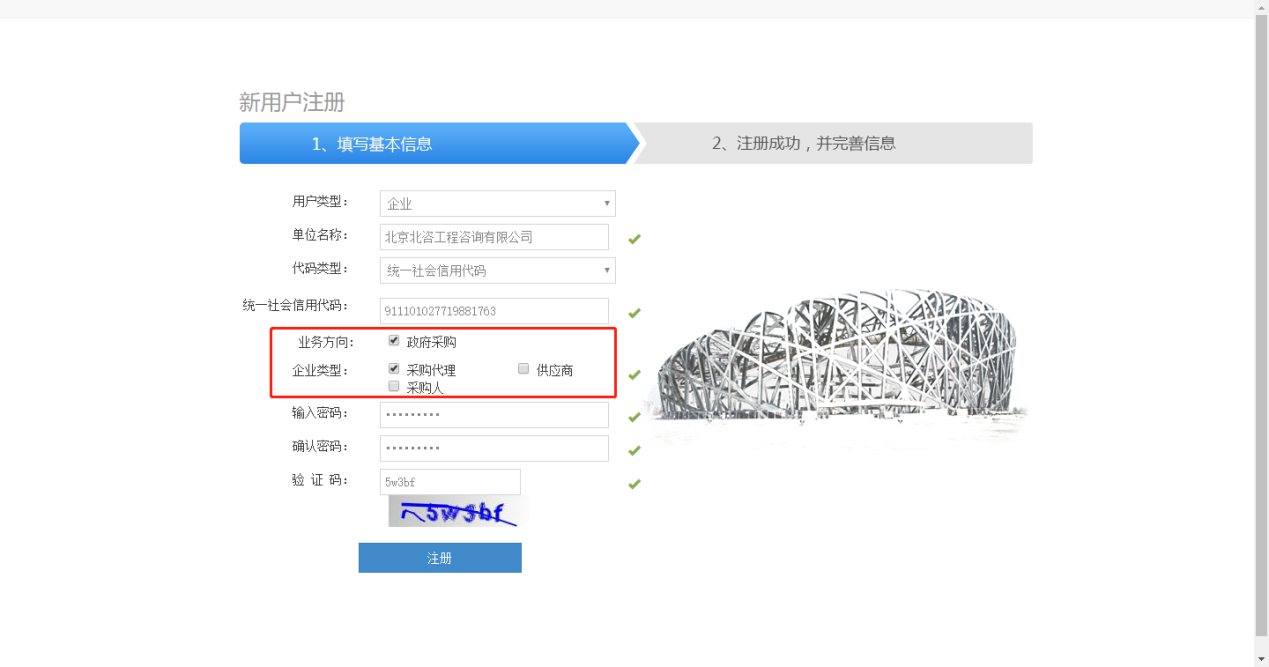 新用户注册
1、填写基本信息
2、注册成功，并完善信息
用户类型： 企业
单位名称： 北京北咨工程咨询有限公司
代码类型： 统一社会信用代码
统一社会信用代码： 911101027719881763
业务方向： 政府采购
企业类型： 采购代理 供应商
采购人
输入密码： •••••••••
确认密码： •••••••••
验 证 码： 5w3bf
5w3bf
注册